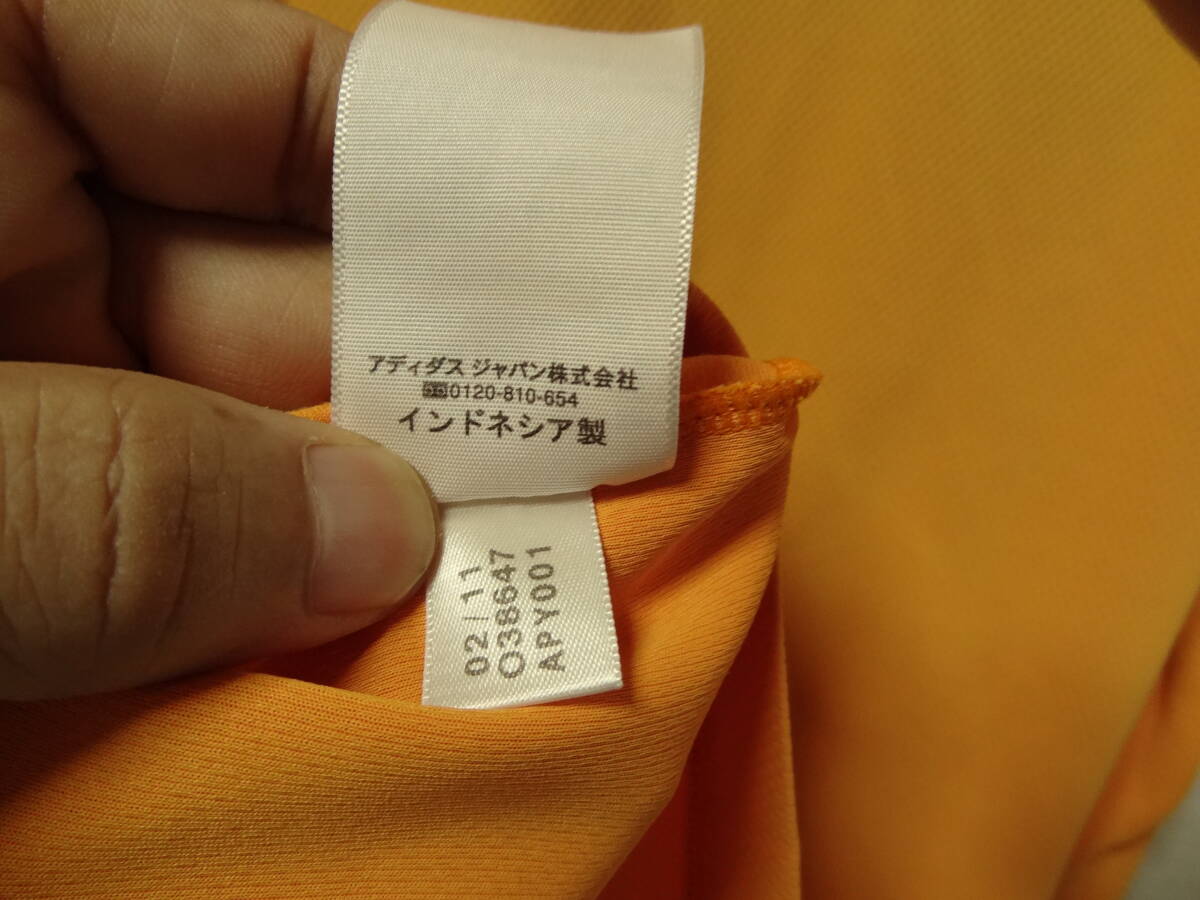 アディダス ジャパン株式会社
0120-810-654
インドネシア製
02/11
O38647
APY001